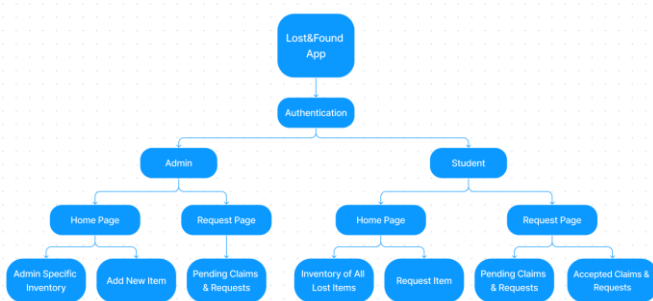 Lost&Found
App
Authentication
Admin
Student
Home Page
Request Page
Home Page
Request Page
Admin Specific
Inventory
Add New Item
Pending Claims
& Requests
Inventory of All
Lost Items
Request Item
Pending Claims
& Requests
Accepted Claims &
Requests